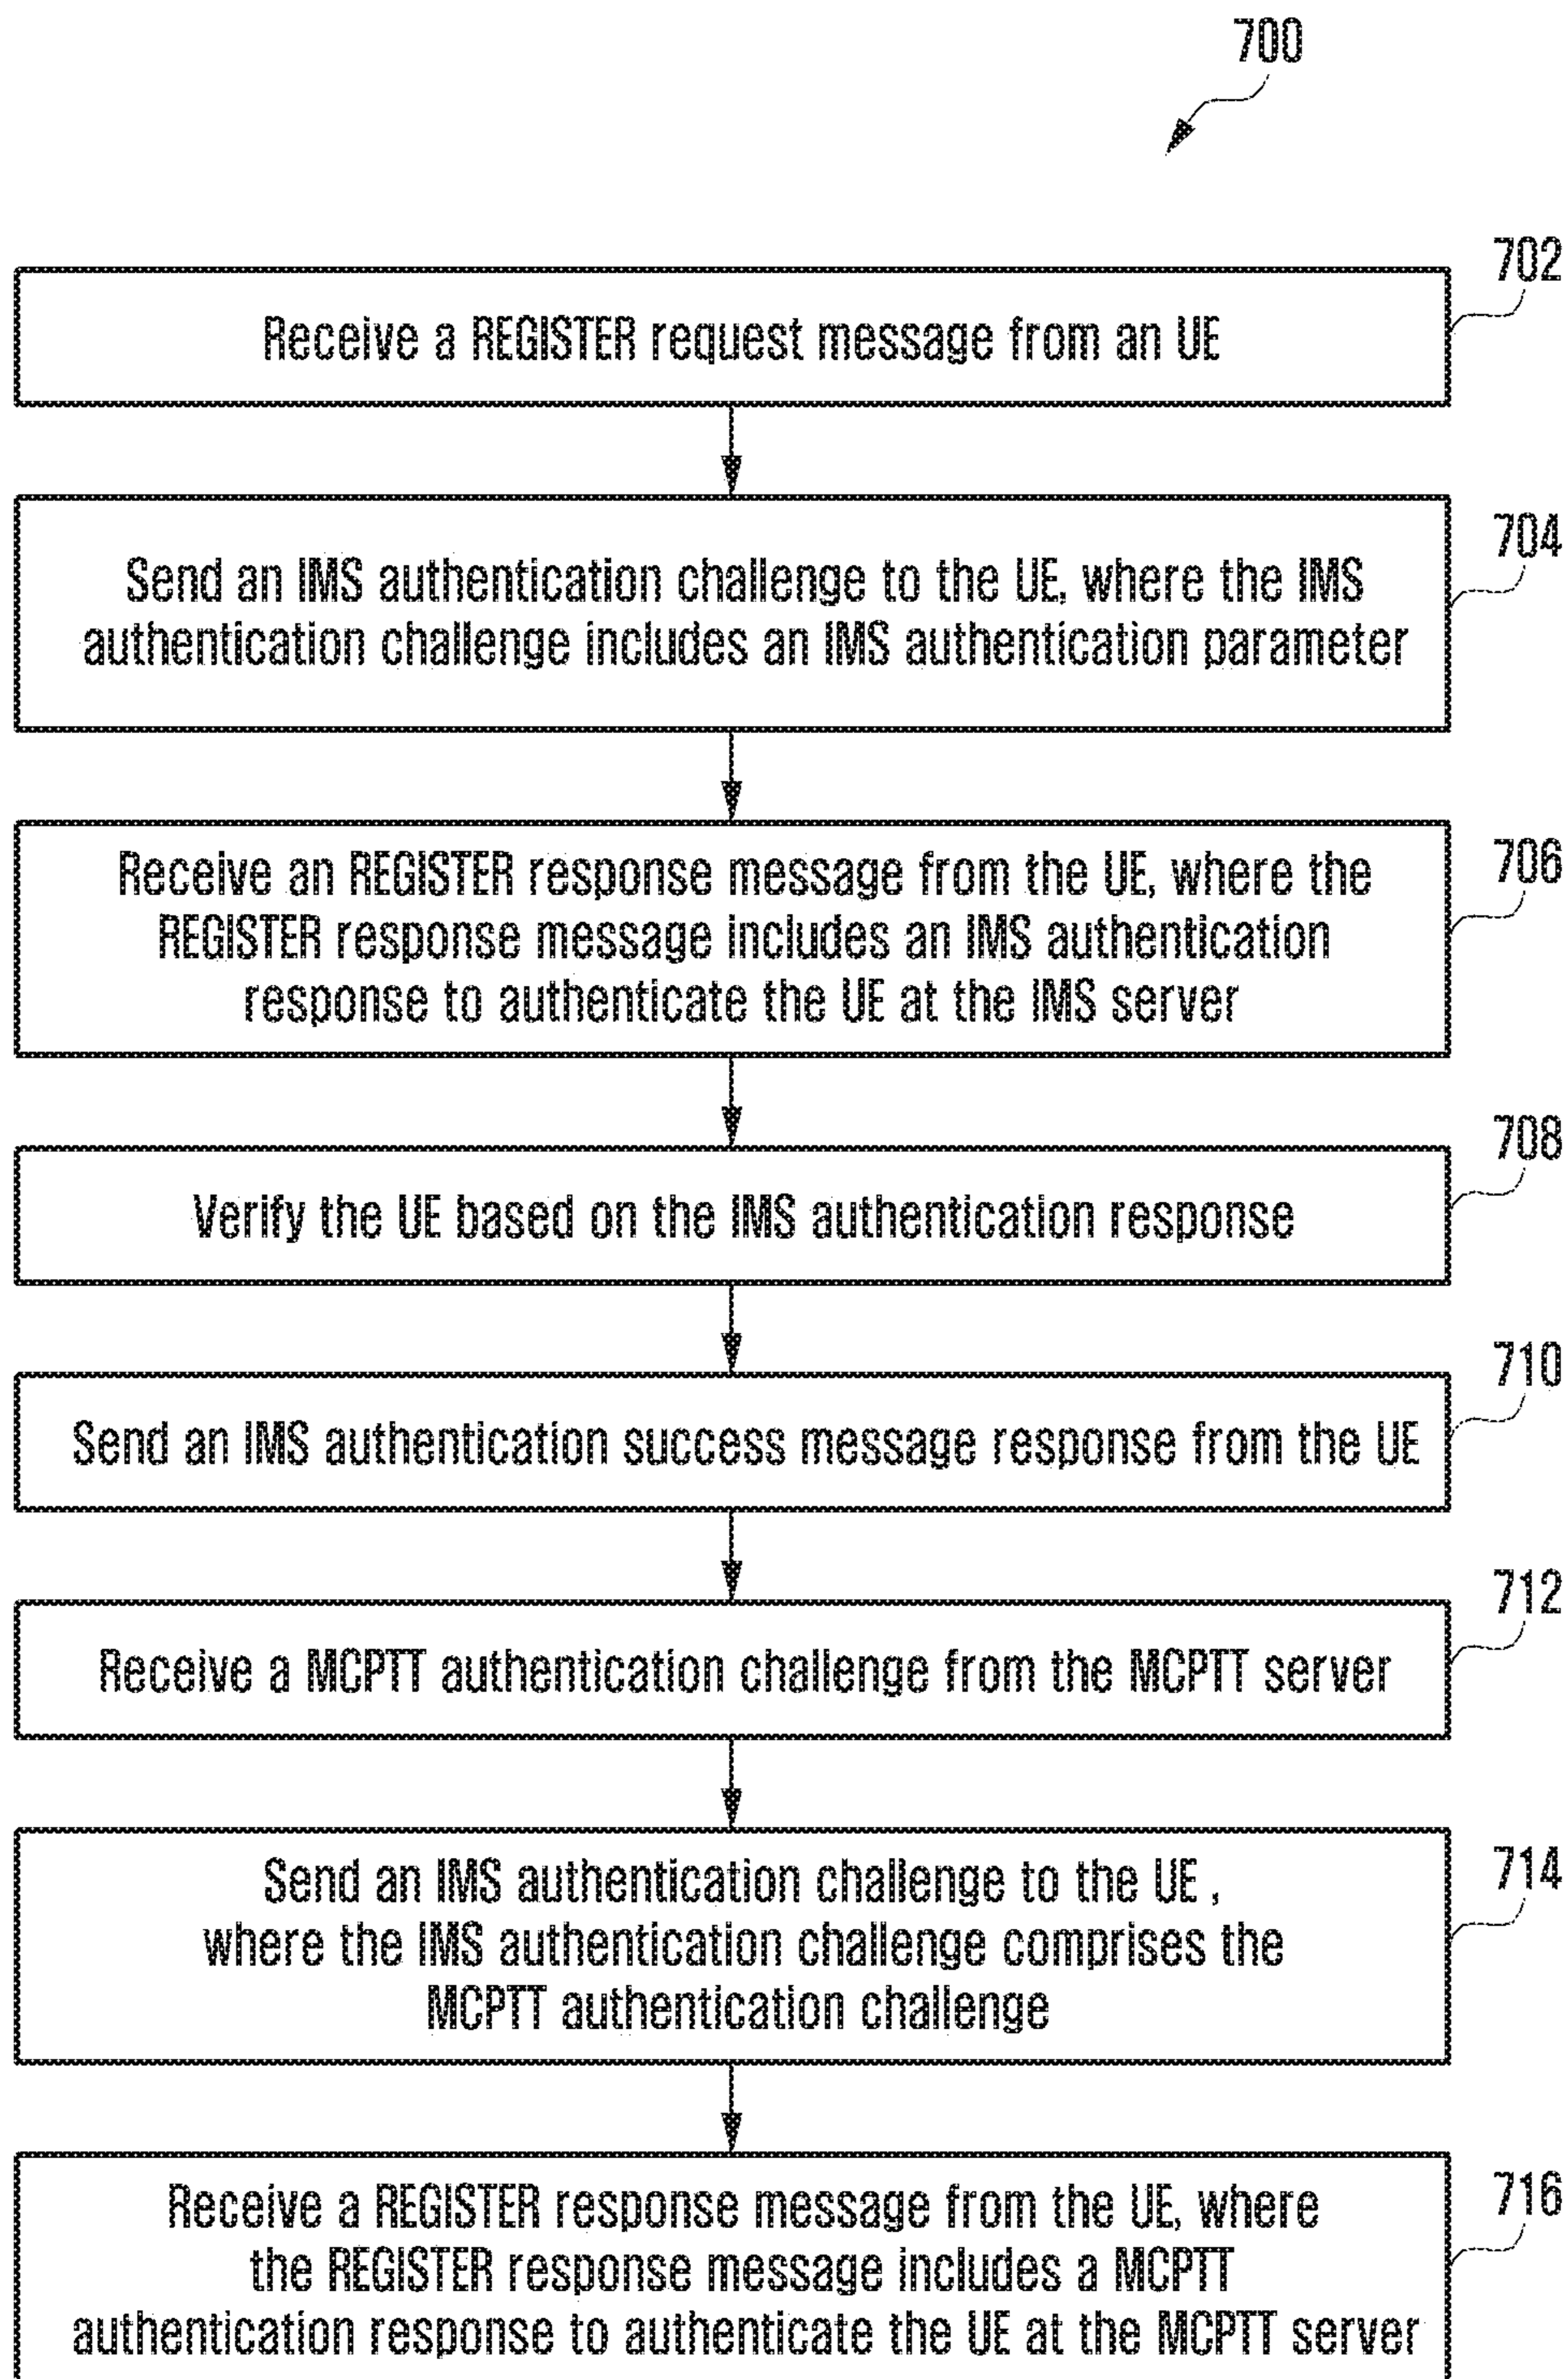 700
702
Receive a REGISTER request message from an UE
704
Send an IMS authentication challenge to the UE, where the IMS
authentication challenge includes an IMS authentication parameter
706
Receive an REGISTER response message from the UE, where the
REGISTER response message includes an IMS authentication
response to authenticate the UE at the IMS server
708
Verify the UE based on the IMS authentication response
710
Send an IMS authentication success message response from the UE
712
Receive a MCPTT authentication challenge from the MCPTT server
714
Send an IMS authentication challenge to the UE ,
where the IMS authentication challenge comprises the
MCPTT authentication challenge
716
Receive a REGISTER response message from the UE, where
the REGISTER response message includes a MCPTT
authentication response to authenticate the UE at the MCPTT server